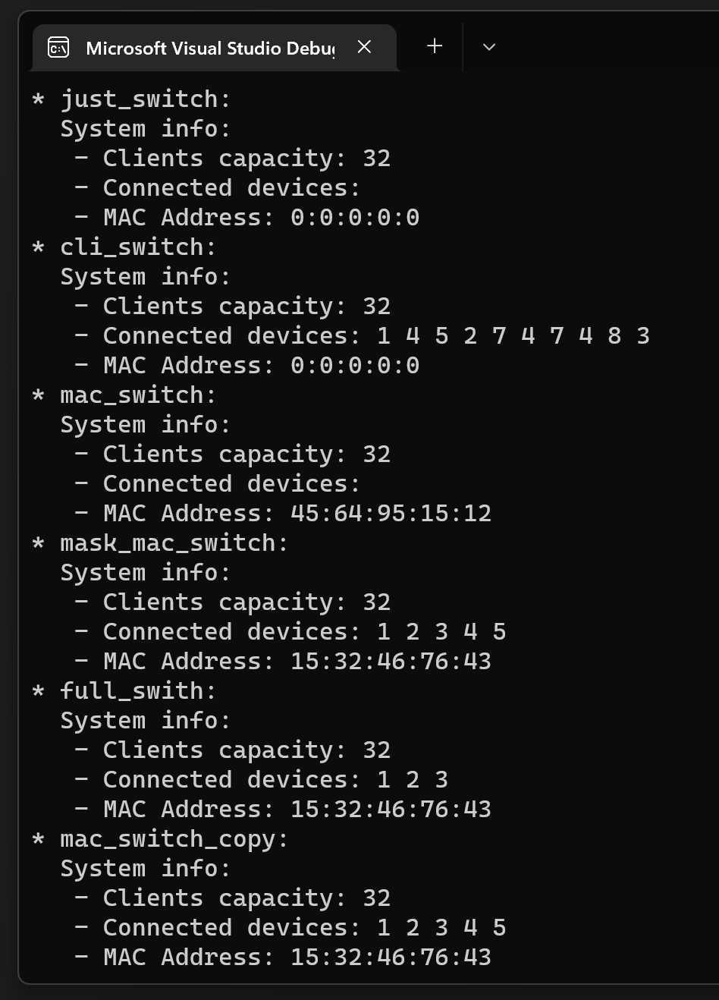 Microsoft Visual Studio Debug
* just_switch:
System info:
- Clients capacity: 32
- Connected devices:
- MAC Address: 0:0:0:0:0
* cli_switch:
System info:
- Clients capacity: 32
- Connected devices: 1 4 5 2 7 4 7 4 8 3
- MAC Address: 0:0:0:0:0
* mac_switch:
System info:
- Clients capacity: 32
- Connected devices:
- MAC Address: 45:64:95:15:12
* mask_mac_switch:
System info:
- Clients capacity: 32
- Connected devices: 1 2 3 4 5
- MAC Address: 15:32:46:76:43
* full_swith:
System info:
- Clients capacity: 32
- Connected devices: 1 2 3
- MAC Address: 15:32:46:76:43
* mac_switch_copy:
System info:
- Clients capacity: 32
- Connected devices: 1 2 3 4 5
- MAC Address: 15:32:46:76:43